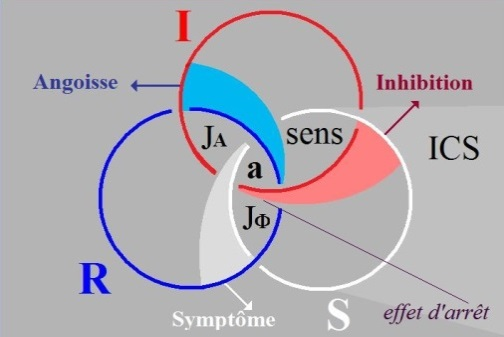 I
Angoisse
Inhibition
JA
sens
ICS
a
JΦ
R
Symptôme
S
effet d'arrêt